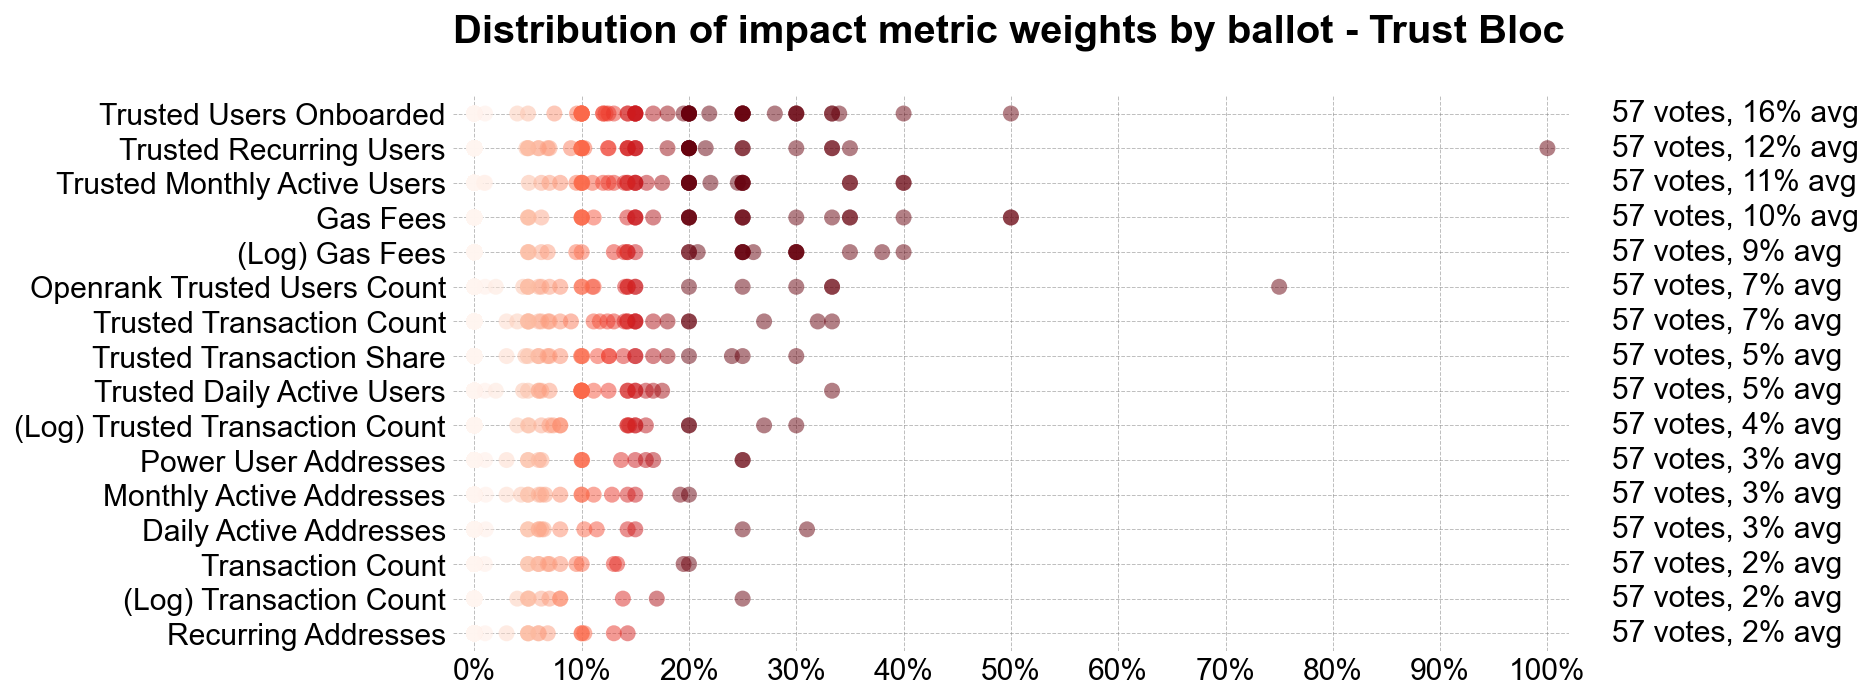 Distribution of impact metric weights by ballot - Trust Bloc
Trusted Users Onboarded 57 votes, 16% avg
Trusted Recurring Users 57 votes, 12% avg
Trusted Monthly Active Users 57 votes, 11% avg
Gas Fees 57 votes, 10% avg
(Log) Gas Fees 57 votes, 9% avg
Openrank Trusted Users Count 57 votes, 7% avg
Trusted Transaction Count 57 votes, 7% avg
Trusted Transaction Share 57 votes, 5% avg
Trusted Daily Active Users 57 votes, 5% avg
(Log) Trusted Transaction Count 57 votes, 4% avg
Power User Addresses 57 votes, 3% avg
Monthly Active Addresses 57 votes, 3% avg
Daily Active Addresses 57 votes, 3% avg
Transaction Count 57 votes, 2% avg
(Log) Transaction Count 57 votes, 2% avg
Recurring Addresses 57 votes, 2% avg
0% 10% 20% 30% 40% 50% 60% 70% 80% 90% 100%